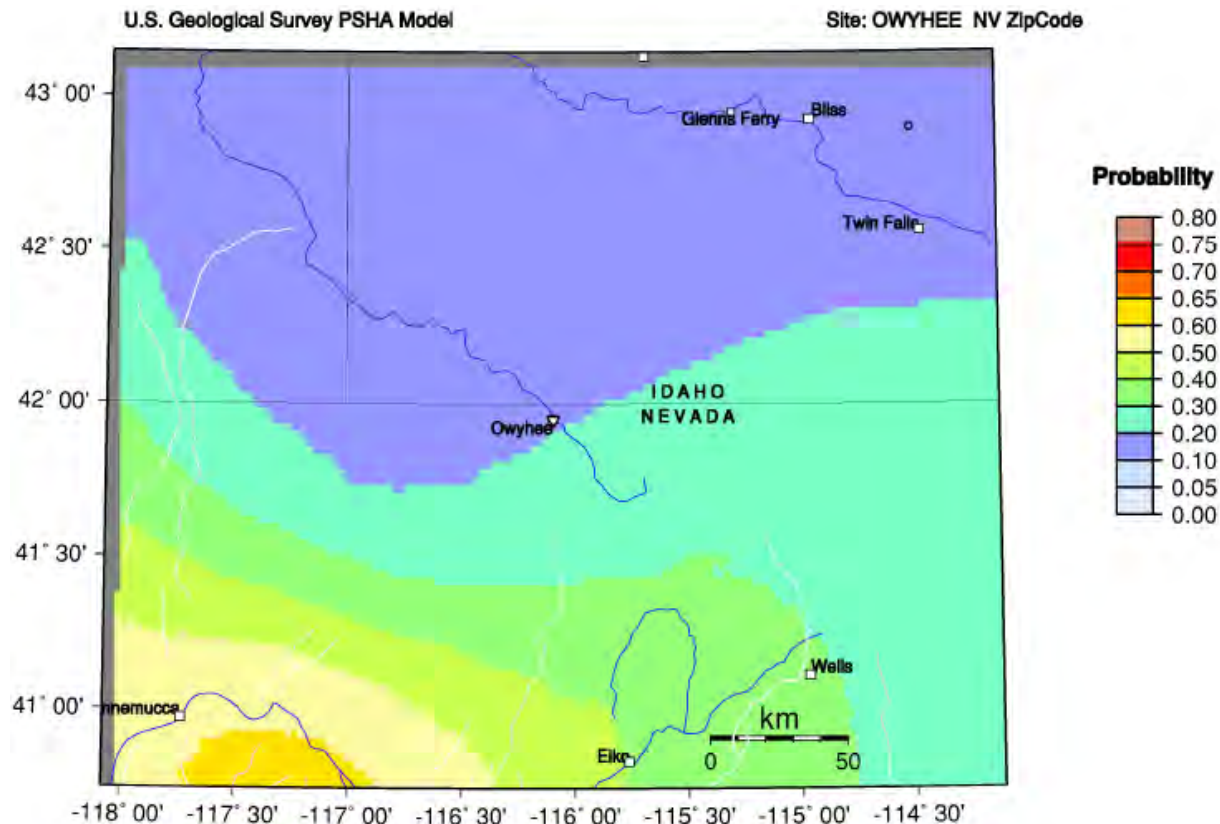 U.S. Geological Survey PSHA Model
Site: OWYHEE NV ZipCode
43° 00'
42° 30'
42° 00'
41° 30'
41° 00'
Glenns Ferry
Bliss
Twin Falls
IDAHO
NEVADA
Owyhee
nnemucca
Wells
Elko
km
0 50
-118° 00'
-117° 30'
-117° 00'
-116° 30'
-116° 00'
-115° 30'
-115° 00'
-114° 30'
Probability
0.80
0.75
0.70
0.65
0.60
0.50
0.40
0.30
0.20
0.10
0.05
0.00